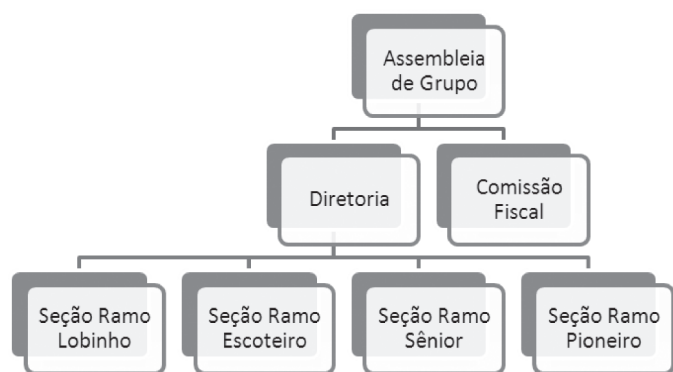 Assembleia
de Grupo
Diretoria
Comissão
Fiscal
Seção Ramo
Lobinho
Seção Ramo
Escoteiro
Seção Ramo
Sênior
Seção Ramo
Pioneiro